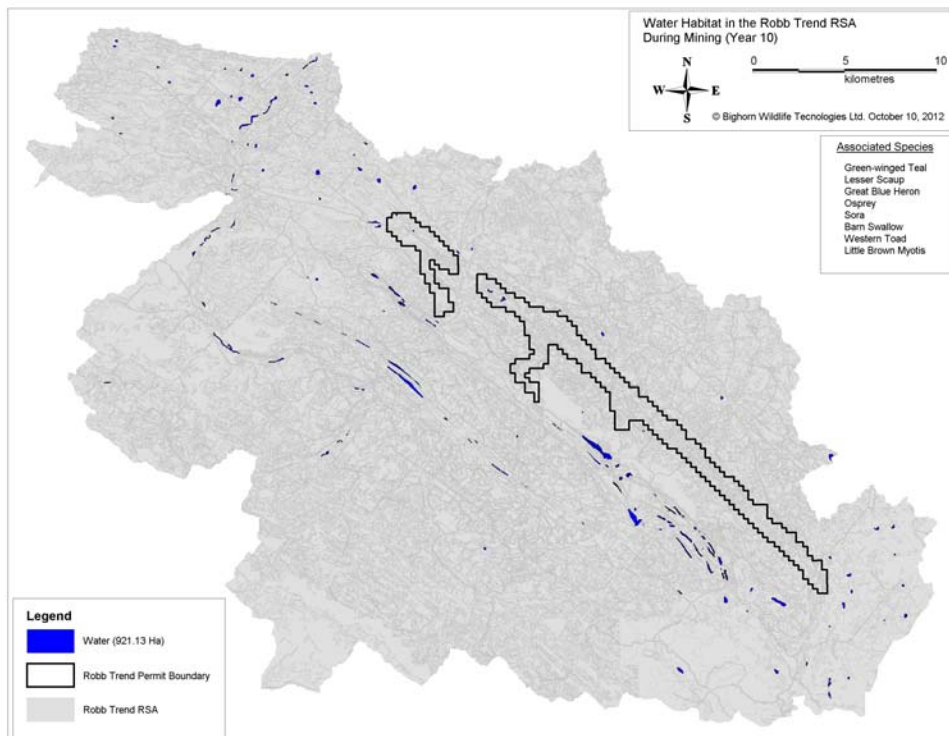 Water Habitat in the Robb Trend RSA
During Mining (Year 10)
N
W E
S
0 5 10
kilometres
© Bighorn Wildlife Tecnologies Ltd. October 10, 2012
Associated Species
Green-winged Teal
Lesser Scaup
Great Blue Heron
Osprey
Sora
Barn Swallow
Western Toad
Little Brown Myotis
Legend
Water (921.13 Ha)
Robb Trend Permit Boundary
Robb Trend RSA